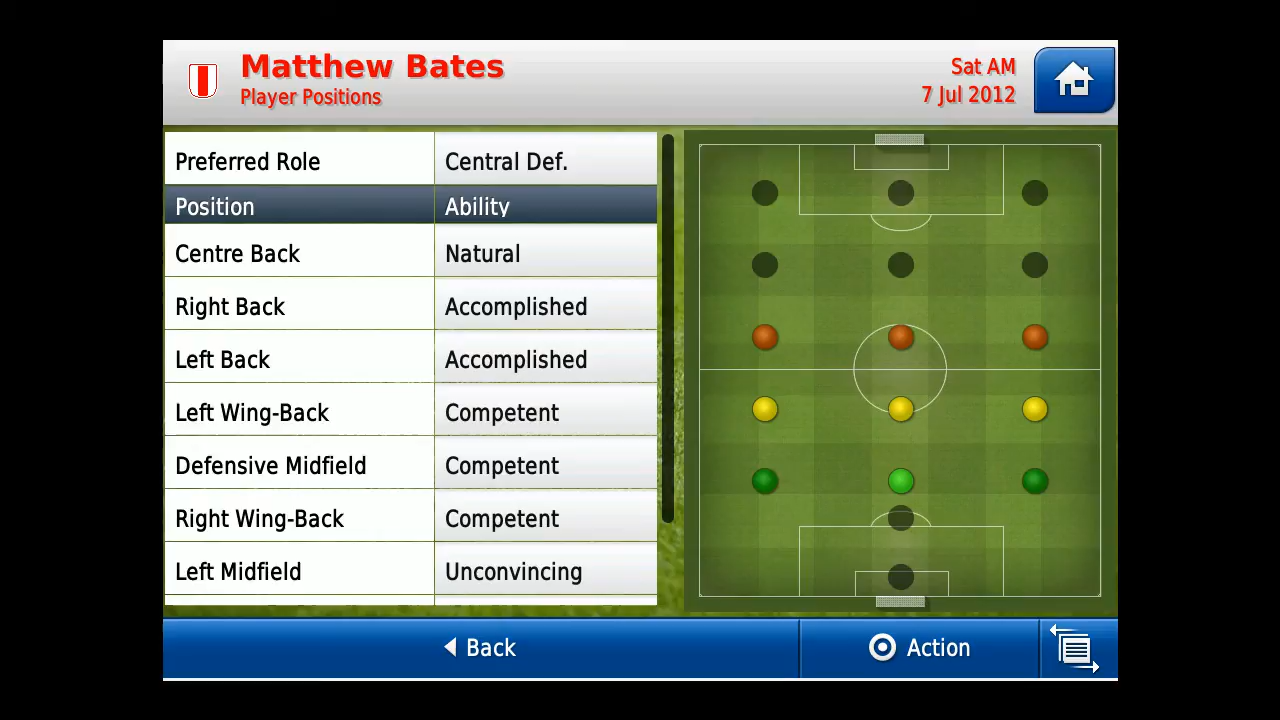 Matthew Bates
Player Positions
Sat AM
7 Jul 2012
Preferred Role Central Def.
Position Ability
Centre Back Natural
Right Back Accomplished
Left Back Accomplished
Left Wing-Back Competent
Defensive Midfield Competent
Right Wing-Back Competent
Left Midfield Unconvincing
Back
Action